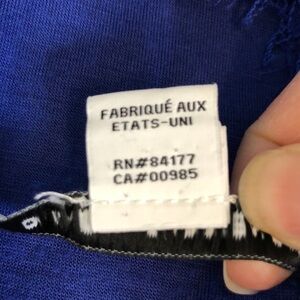 FABRIQUÉ AUX
ETATS-UNI
RN#84177
CA#00985